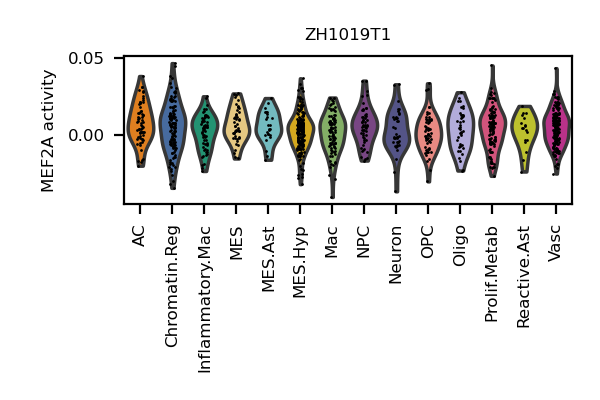 ZH1019T1
MEF2A activity
0.05
0.00
AC
Chromatin.Reg
Inflammatory.Mac
MES
MES.Ast
MES.Hyp
Mac
NPC
Neuron
OPC
Oligo
Prolif.Metab
Reactive.Ast
Vasc